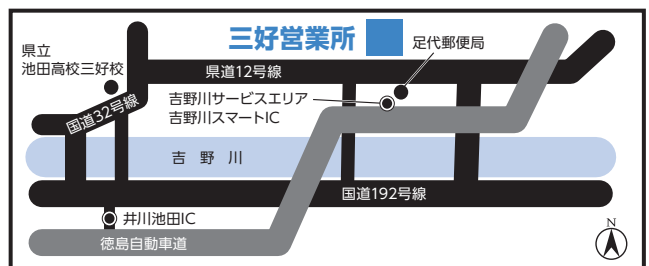 三好営業所
足代郵便局
県立
池田高校三好校
県道12号線
吉野川サービスエリア
吉野川スマートIC
国道32号線
吉野川
国道192号線
井川池田IC
徳島自動車道
N